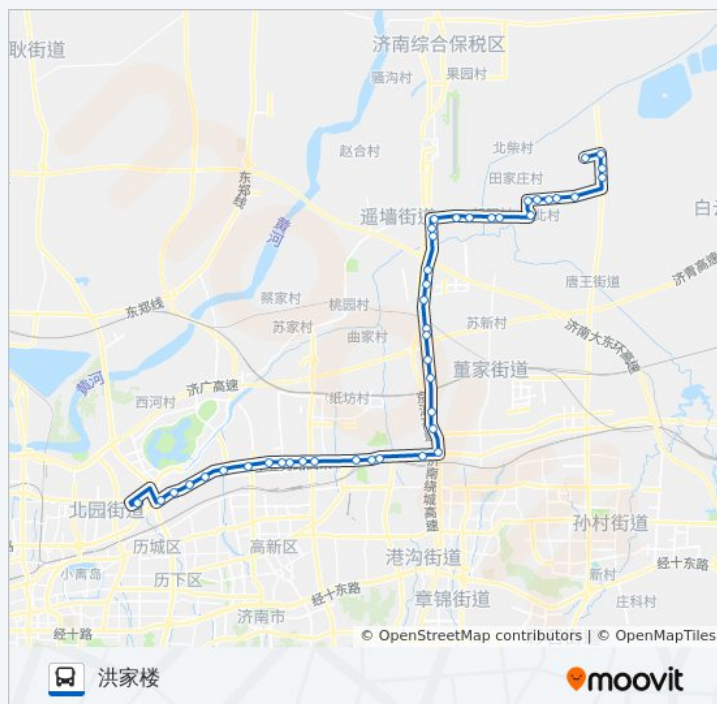 耿街道
济南综合保税区
骚沟村
果园村
赵合村
北柴村
田家庄村
东郑线
遥墙街道
北村
白云
黄河
唐王街道
济青高速
蔡家村
桃园村
东郑线
苏家村
曲家村
苏新村
济南大东环高速
董家街道
黄河
济广高速
西河村
纸坊村
济南绕城高速
北园街道
孙村街道
历城区
高新区
港沟街道
小离岛
历下区
新村
经十东路
经十东路
章锦街道
庄科村
济南市
经十路
© OpenStreetMap contributors | © OpenMapTiles
洪家楼
moovit